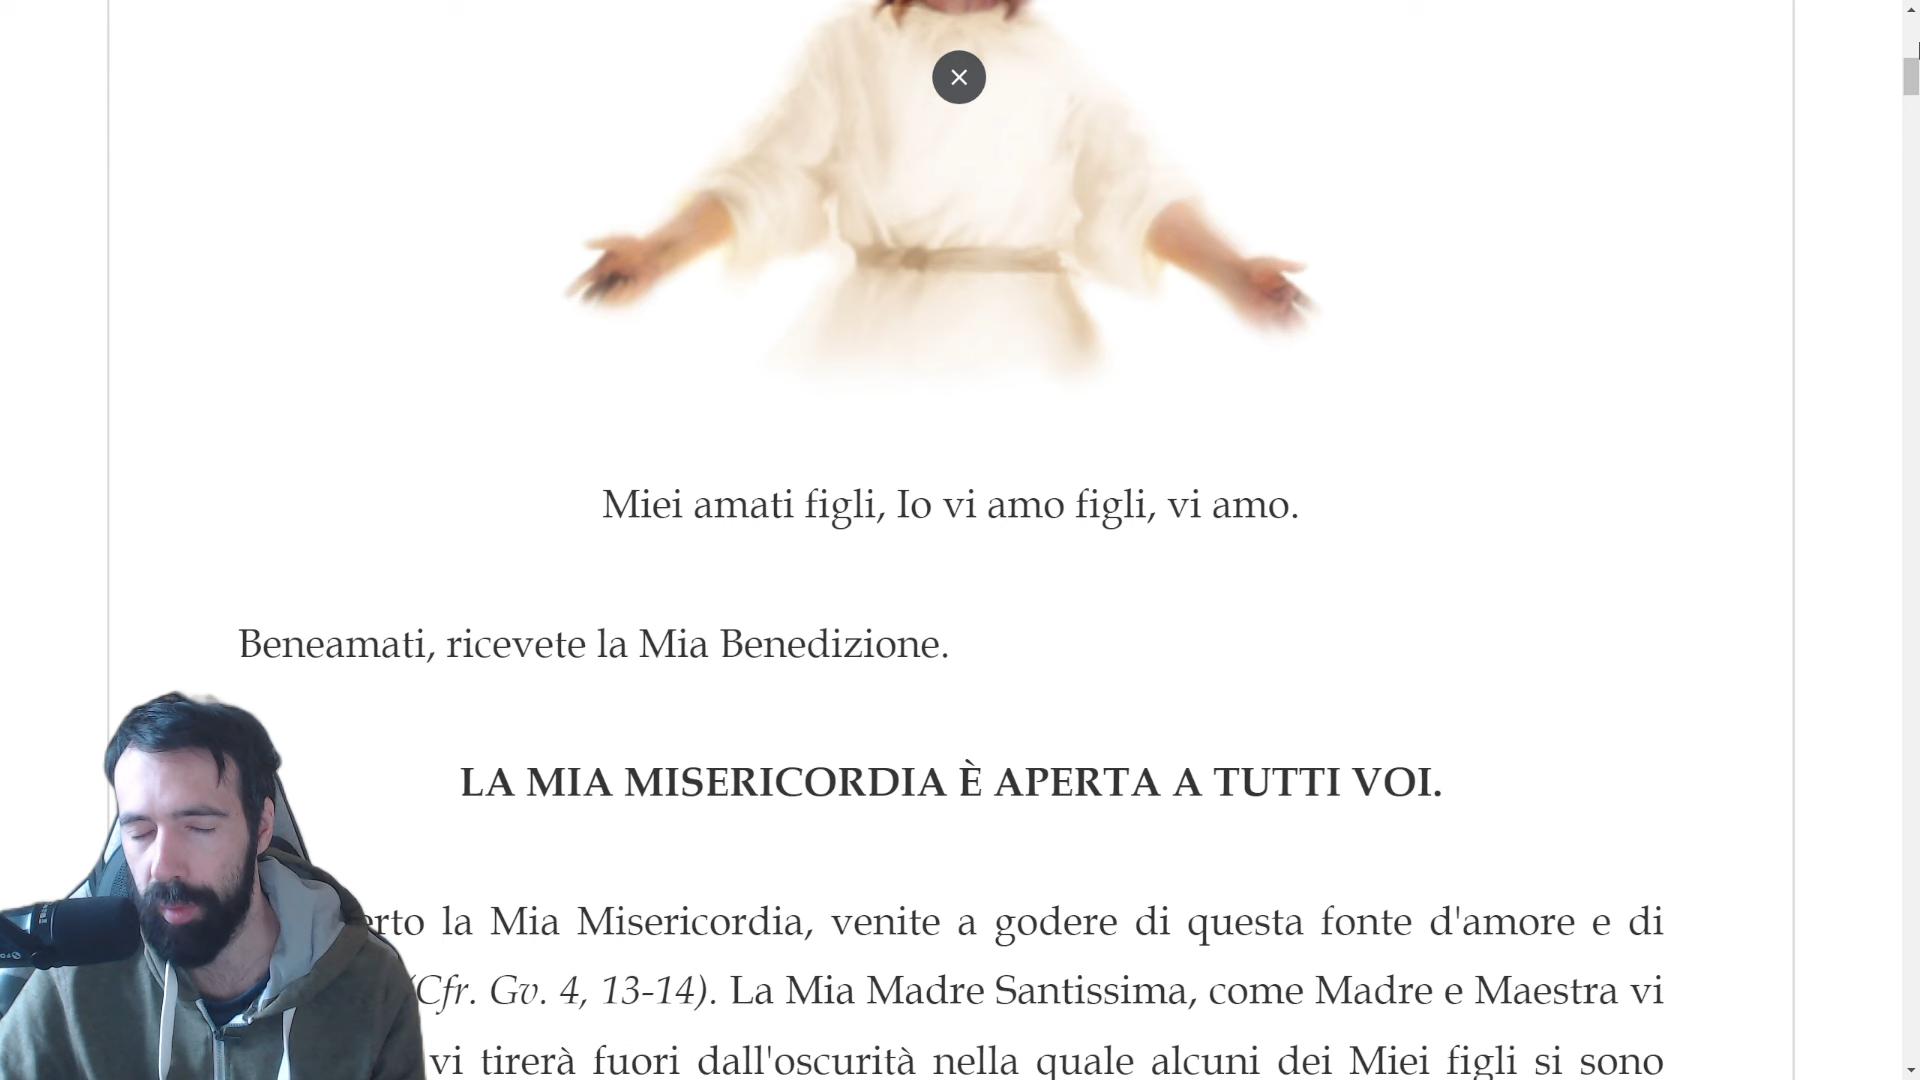 Miei amati figli, Io vi amo figli, vi amo.
Beneamati, ricevete la Mia Benedizione.
LA MIA MISERICORDIA È APERTA A TUTTI VOI.
la Mia Misericordia, venite a godere di questa fonte d'amore e di
(Cfr. Gv. 4, 13-14). La Mia Madre Santissima, come Madre e Maestra vi
vi tirerà fuori dall'oscurità nella quale alcuni dei Miei figli si sono